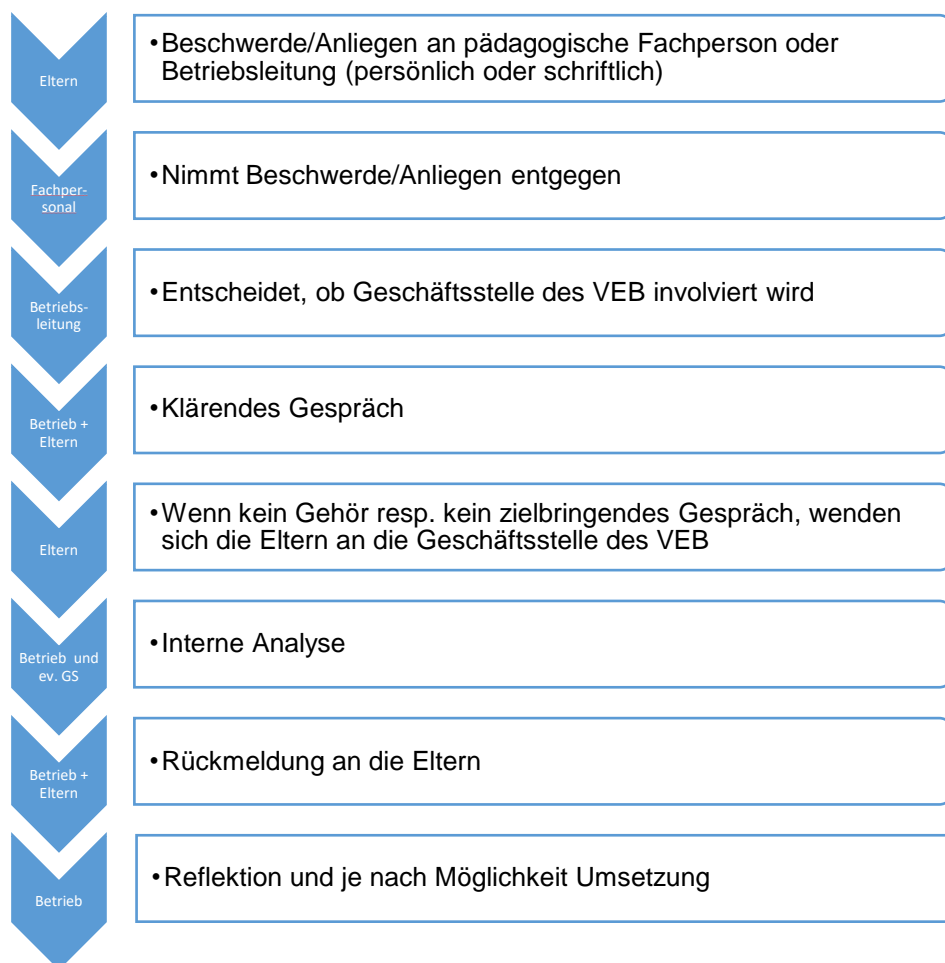 Eltern
•Beschwerde/Anliegen an pädagogische Fachperson oder
Betriebsleitung (persönlich oder schriftlich)
Fachper-
sonal
•Nimmt Beschwerde/Anliegen entgegen
Betriebs-
leitung
•Entscheidet, ob Geschäftsstelle des VEB involviert wird
Betrieb +
Eltern
•Klärendes Gespräch
Eltern
•Wenn kein Gehör resp. kein zielbringendes Gespräch, wenden
sich die Eltern an die Geschäftsstelle des VEB
Betrieb und
ev. GS
•Interne Analyse
Betrieb +
Eltern
•Rückmeldung an die Eltern
Betrieb
•Reflektion und je nach Möglichkeit Umsetzung